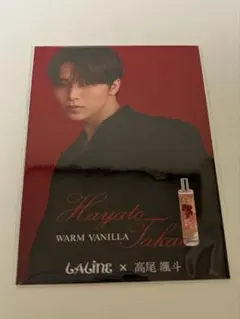 Hayato
WARM VANILLA
Takao
LALINE × 高尾 颯斗